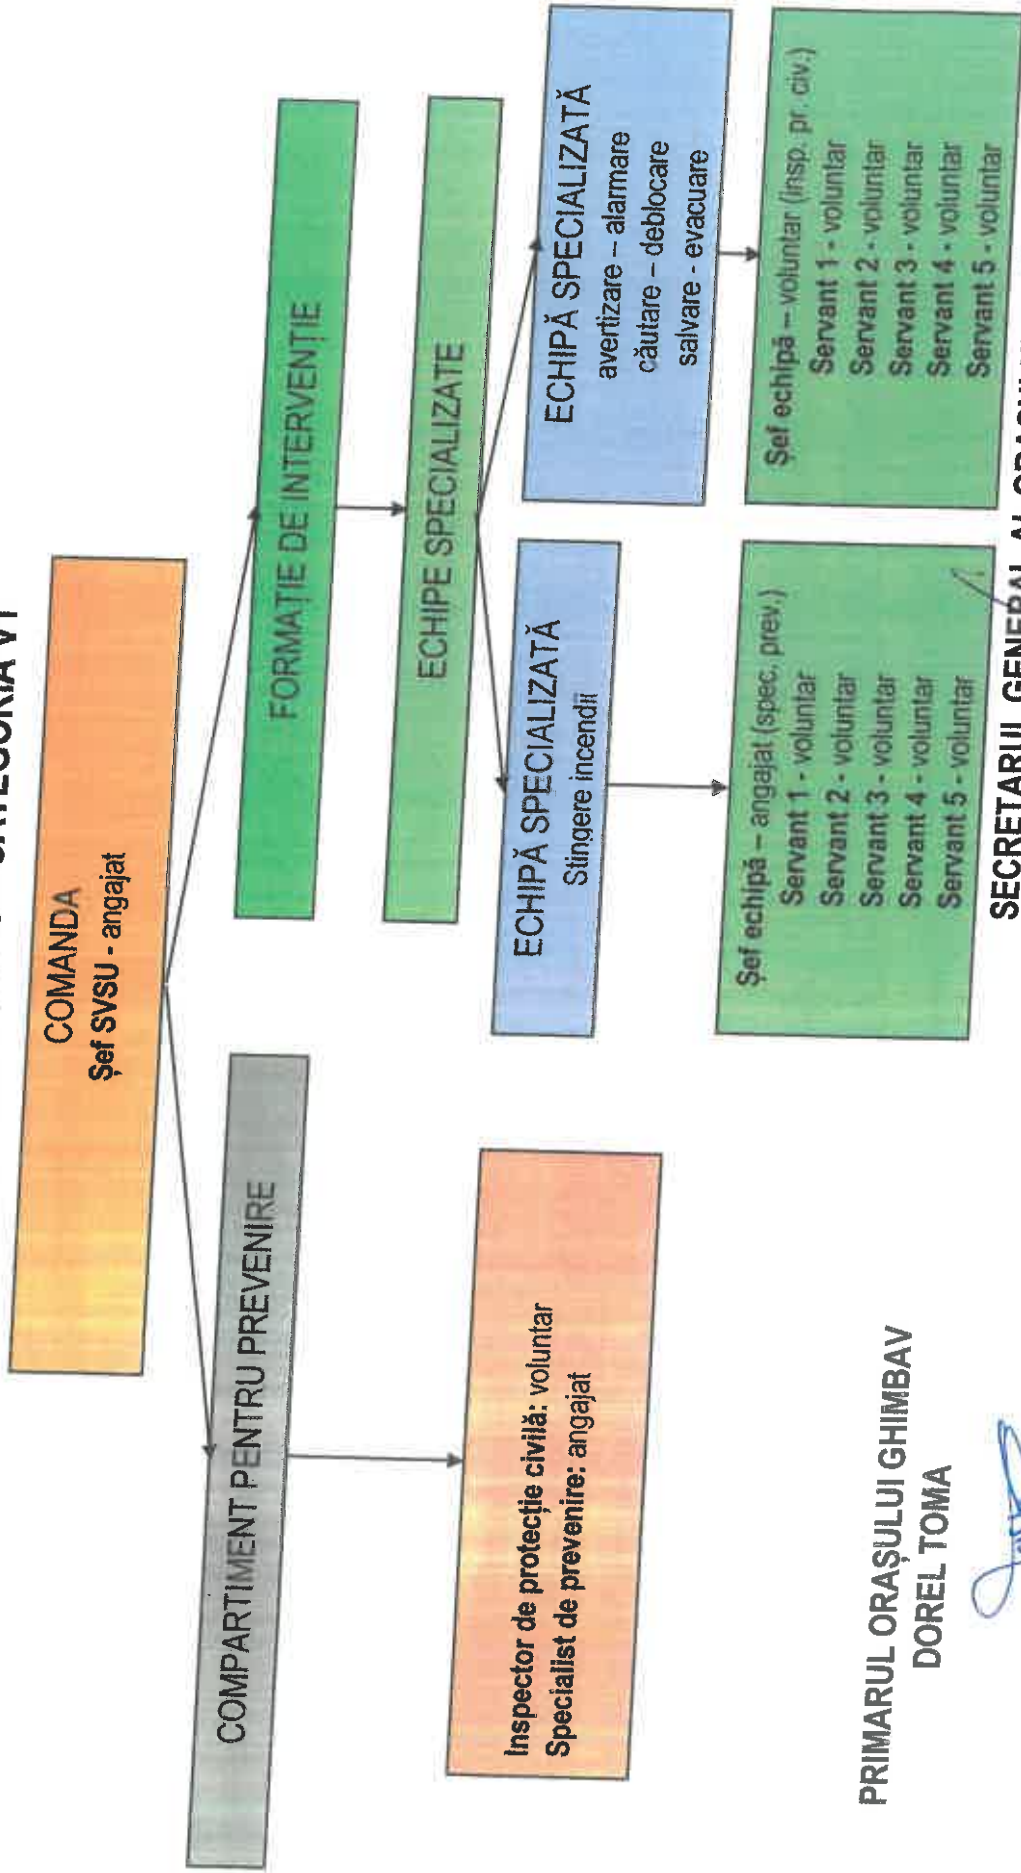 CATEGORIA V1
COMANDA
Șef SVSU - angajat
COMPARTIMENT PENTRU PREVENIRE
Inspector de protecție civilă: voluntar
Specialist de prevenire: angajat
FORMAȚIE DE INTERVENȚIE
ECHIPE SPECIALIZATE
ECHIPĂ SPECIALIZATĂ
Stingere incendii
Șef echipă – angajat (spec. prev.)
Servant 1 - voluntar
Servant 2 - voluntar
Servant 3 - voluntar
Servant 4 - voluntar
Servant 5 - voluntar
ECHIPĂ SPECIALIZATĂ
avertizare – alarmare
căutare – deblocare
salvare - evacuare
Șef echipă – voluntar (insp. pr. civ.)
Servant 1 - voluntar
Servant 2 - voluntar
Servant 3 - voluntar
Servant 4 - voluntar
Servant 5 - voluntar
PRIMARUL ORAȘULUI GHIMBAV
DOREL TOMA
SECRETARUL GENERAL AL